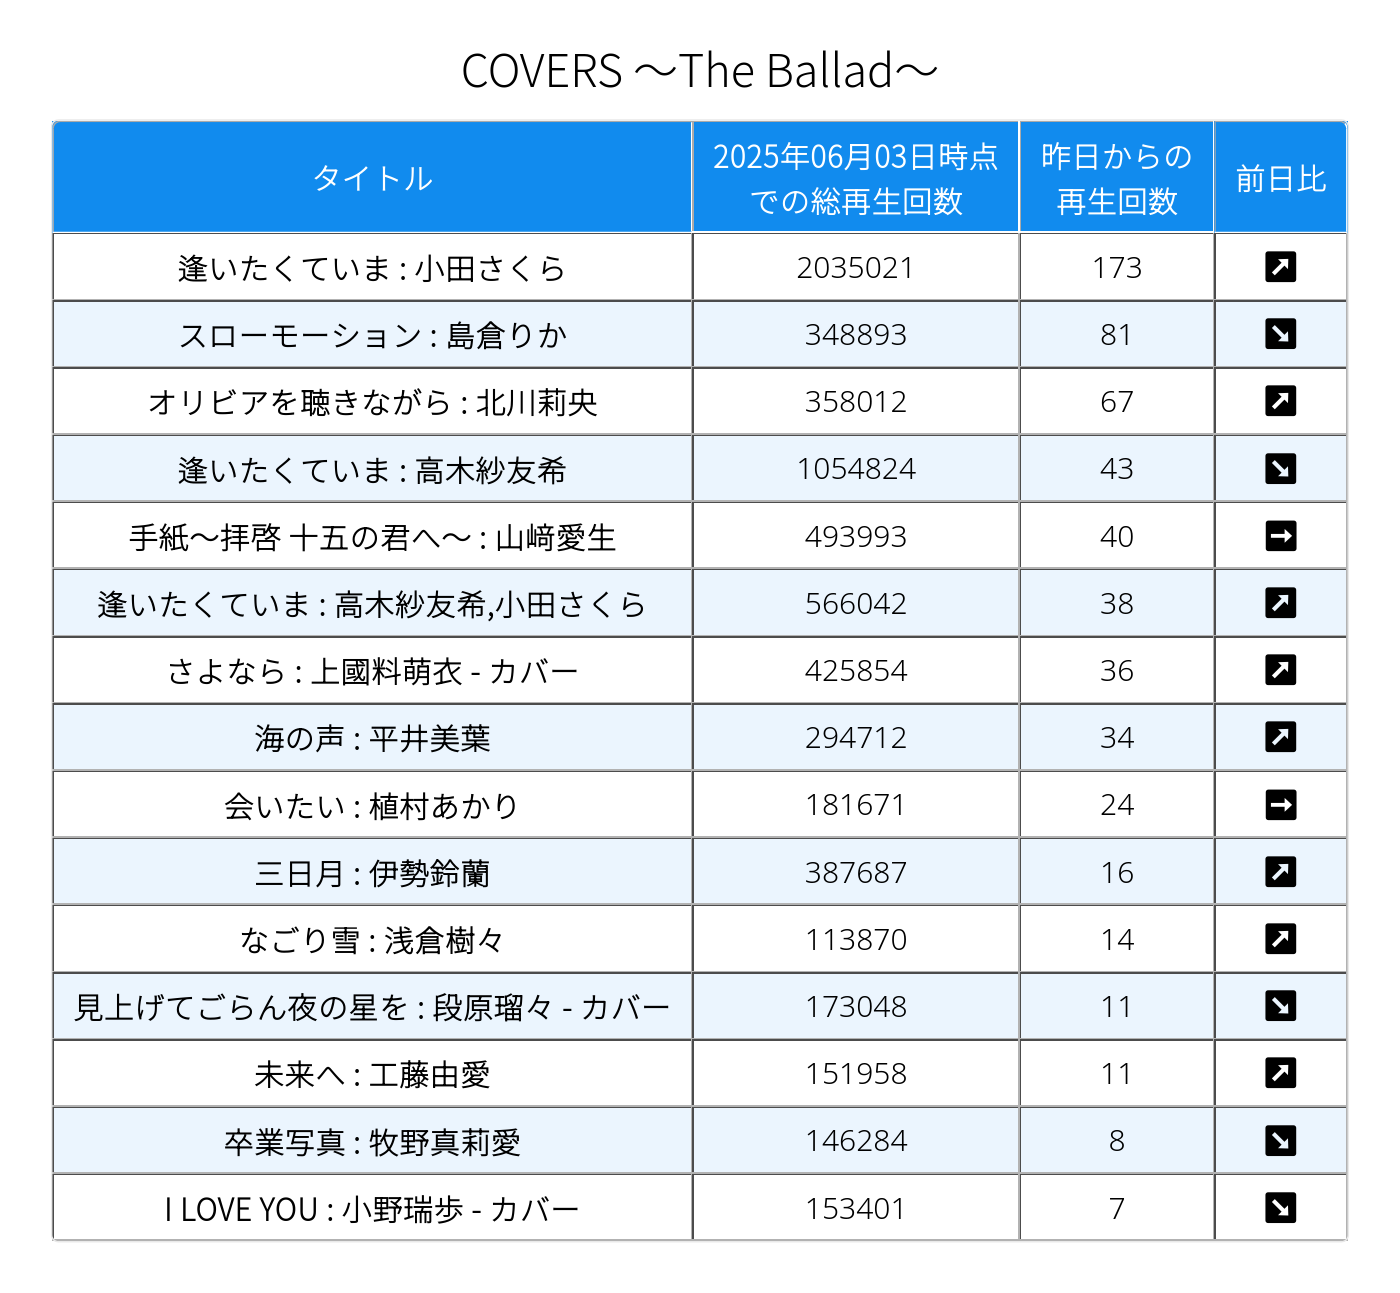 COVERS ～The Ballad～
タイトル
2025年06月03日時点
での総再生回数
昨日からの
再生回数
前日比
逢いたくていま : 小田さくら 2035021 173 ↗
スローモーション : 島倉りか 348893 81 ↘
オリビアを聴きながら : 北川莉央 358012 67 ↗
逢いたくていま : 高木紗友希 1054824 43 ↘
手紙～拝啓 十五の君へ～ : 山﨑愛生 493993 40 →
逢いたくていま : 高木紗友希,小田さくら 566042 38 ↗
さよなら : 上國料萌衣 - カバー 425854 36 ↗
海の声 : 平井美葉 294712 34 ↗
会いたい : 植村あかり 181671 24 →
三日月 : 伊勢鈴蘭 387687 16 ↗
なごり雪 : 浅倉樹々 113870 14 ↗
見上げてごらん夜の星を : 段原瑠々 - カバー 173048 11 ↘
未来へ : 工藤由愛 151958 11 ↗
卒業写真 : 牧野真莉愛 146284 8 ↘
I LOVE YOU : 小野瑞歩 - カバー 153401 7 ↘